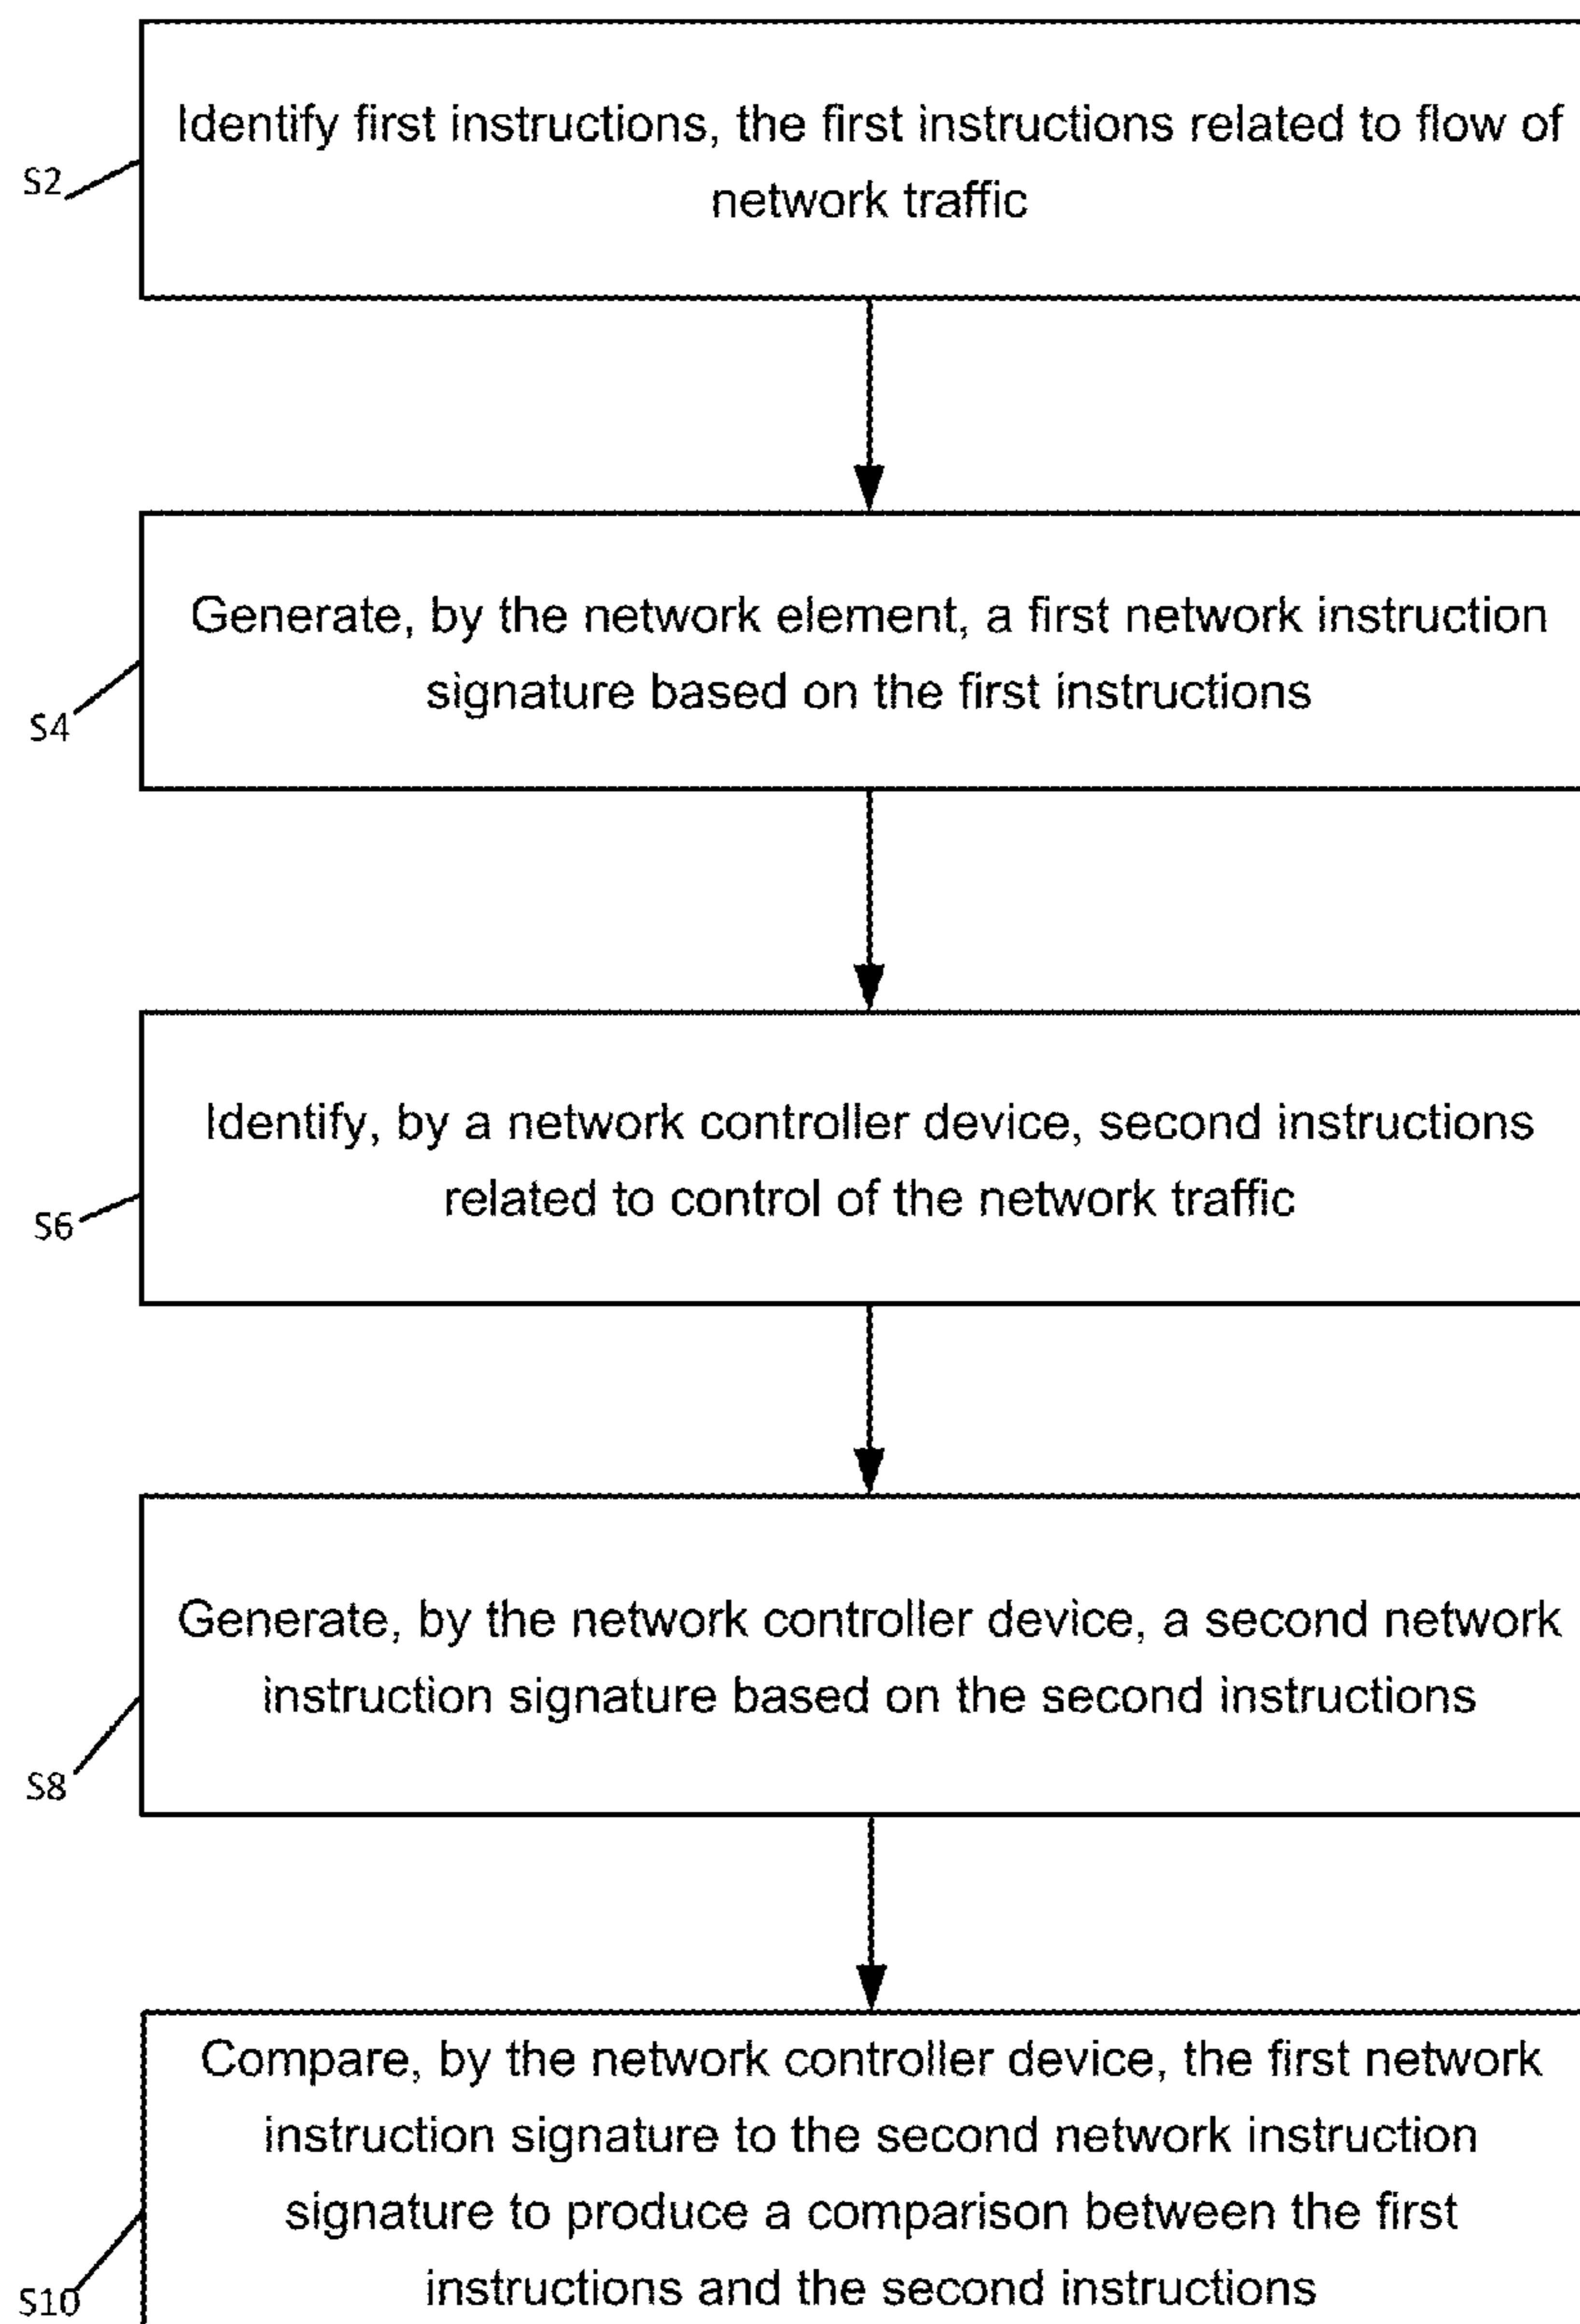 Identify first instructions, the first instructions related to flow of
network traffic
S2
Generate, by the network element, a first network instruction
signature based on the first instructions
S4
Identify, by a network controller device, second instructions
related to control of the network traffic
S6
Generate, by the network controller device, a second network
instruction signature based on the second instructions
S8
Compare, by the network controller device, the first network
instruction signature to the second network instruction
signature to produce a comparison between the first
instructions and the second instructions
S10